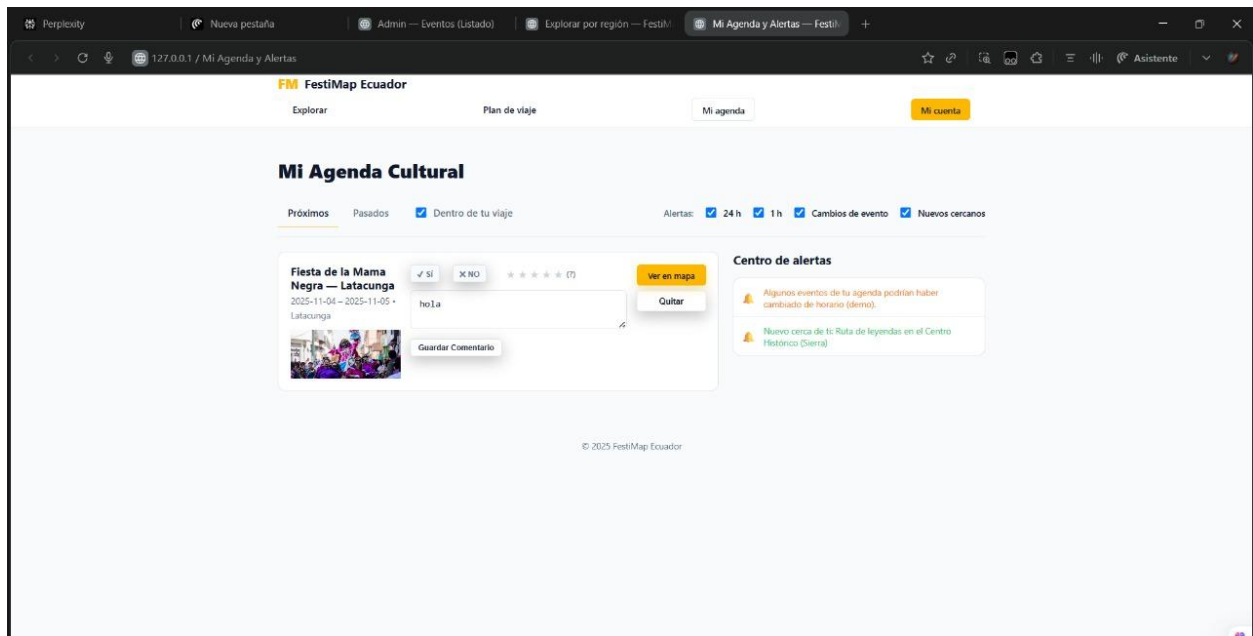 Perplexity
Nueva pestaña
Admin — Eventos (Listado)
Explorar por región — FestiM
Mi Agenda y Alertas — Festi
127.0.0.1 / Mi Agenda y Alertas
Asistente
FM FestiMap Ecuador
Explorar
Plan de viaje
Mi agenda
Mi cuenta
Mi Agenda Cultural
Próximos
Pasados
Dentro de tu viaje
Alertas:
24 h
1 h
Cambios de evento
Nuevos cercanos
Fiesta de la Mama
Negra — Latacunga
2025-11-04 – 2025-11-05 •
Latacunga
✓ SÍ
✕ NO
★ ★ ★ ★ ★ (7)
hola
Guardar Comentario
Ver en mapa
Quitar
Centro de alertas
Algunos eventos de tu agenda podrían haber
cambiado de horario (demo).
Nuevo cerca de ti: Ruta de leyendas en el Centro
Histórico (Sierra)
© 2025 FestiMap Ecuador